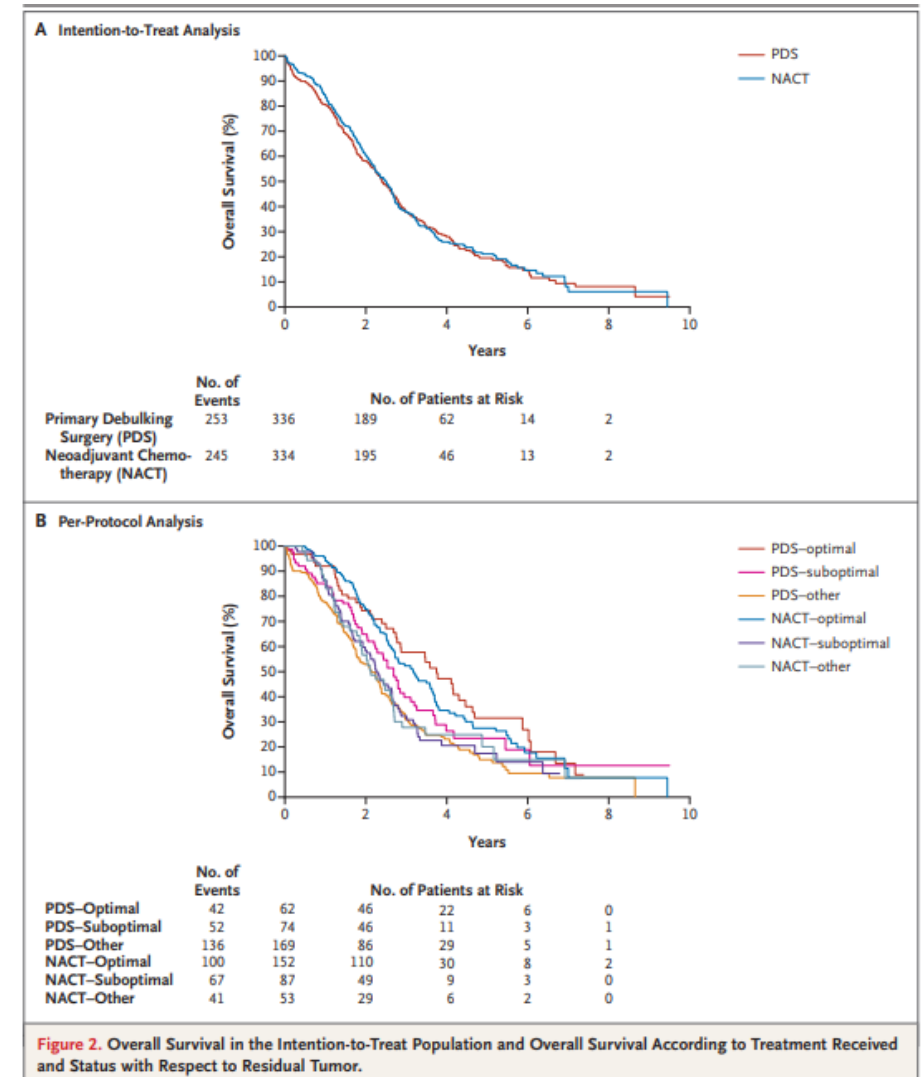 A Intention-to-Treat Analysis
PDS
NACT
Overall Survival (%)
100
90
80
70
60
50
40
30
20
10
0
0 2 4 6 8 10
Years
No. of
Events No. of Patients at Risk
Primary Debulking 253 336 189 62 14 2
Surgery (PDS)
Neoadjuvant Chemo- 245 334 195 46 13 2
therapy (NACT)
B Per-Protocol Analysis
PDS–optimal
PDS–suboptimal
PDS–other
NACT–optimal
NACT–suboptimal
NACT–other
Overall Survival (%)
100
90
80
70
60
50
40
30
20
10
0
0 2 4 6 8 10
Years
No. of
Events No. of Patients at Risk
PDS–Optimal 42 62 46 22 6 0
PDS–Suboptimal 52 74 46 11 3 1
PDS–Other 136 169 86 29 5 1
NACT–Optimal 100 152 110 30 8 2
NACT–Suboptimal 67 87 49 9 3 0
NACT–Other 41 53 29 6 2 0
Figure 2. Overall Survival in the Intention-to-Treat Population and Overall Survival According to Treatment Received
and Status with Respect to Residual Tumor.